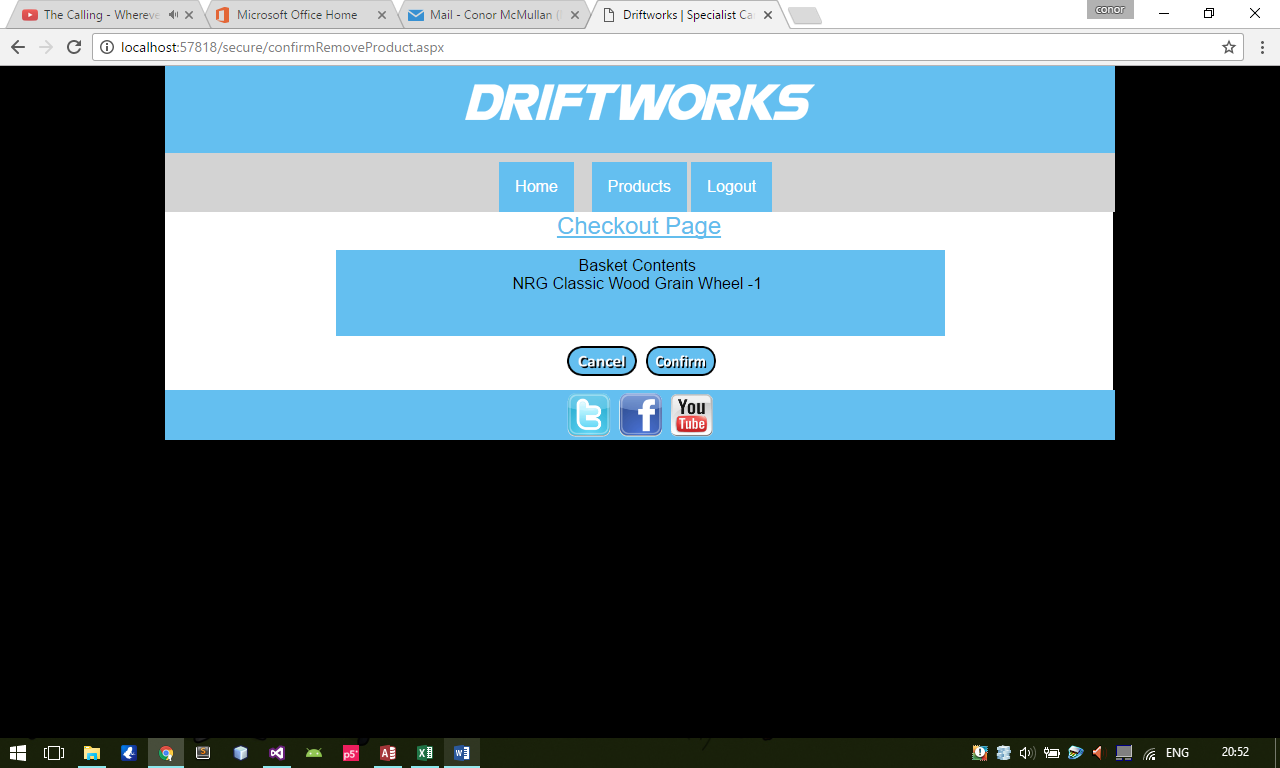 The Calling - Whereve
Microsoft Office Home
Mail - Conor McMullan (
Driftworks | Specialist Ca
conor
localhost:57818/secure/confirmRemoveProduct.aspx
DRIFTWORKS
Home
Products
Logout
Checkout Page
Basket Contents
NRG Classic Wood Grain Wheel -1
Cancel
Confirm
You
Tube
p5*
ENG
20:52